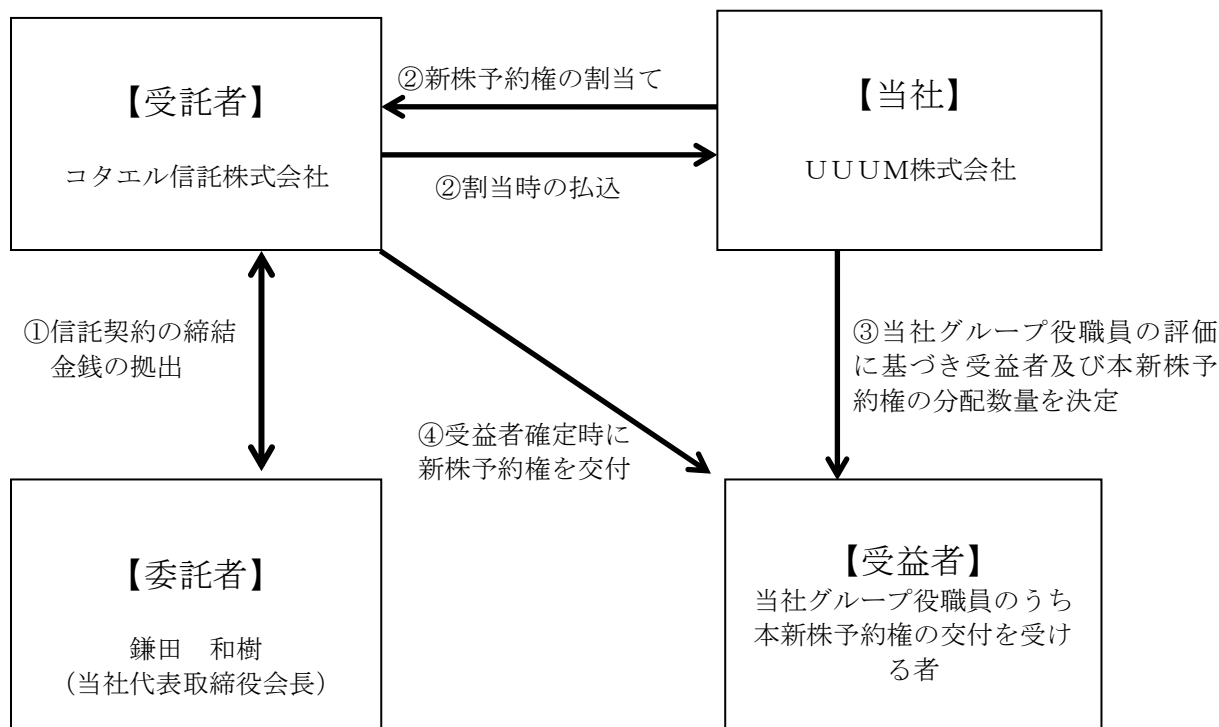 【受託者】
コタエル信託株式会社
②新株予約権の割当て
②割当時の払込
【当社】
ＵＵＵＭ株式会社
①信託契約の締結
金銭の拠出
④受益者確定時に
新株予約権を交付
③当社グループ役職員の評価
に基づき受益者及び本新株予
約権の分配数量を決定
【委託者】
鎌田　和樹
（当社代表取締役会長）
【受益者】
当社グループ役職員のうち
本新株予約権の交付を受け
る者